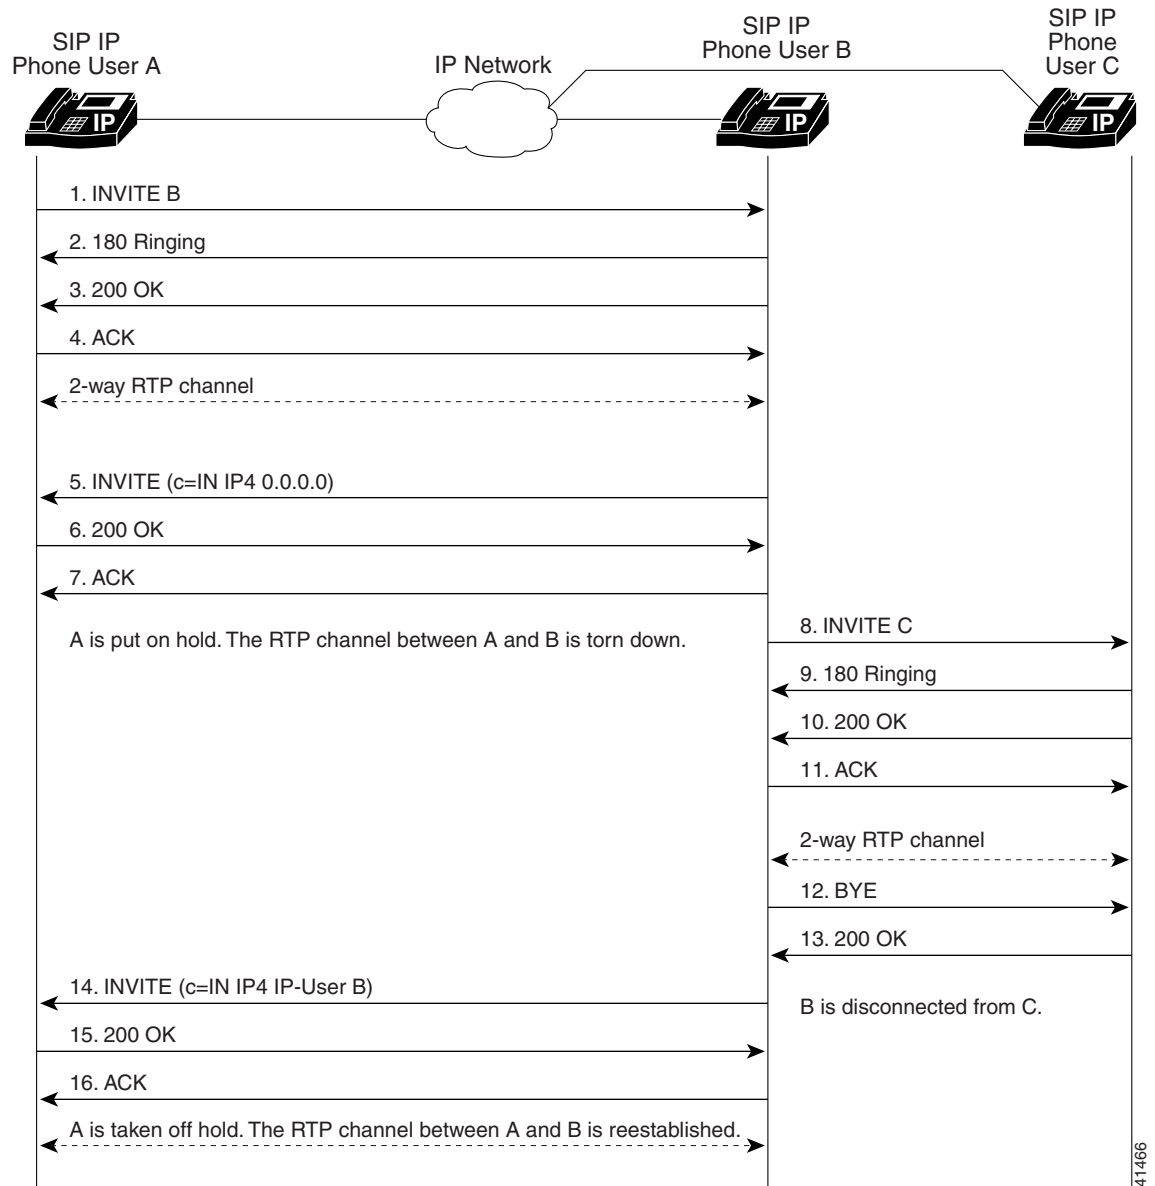 SIP IP
Phone User A
IP Network
SIP IP
Phone User B
SIP IP
Phone
User C
IP
IP
IP
1. INVITE B
2. 180 Ringing
3. 200 OK
4. ACK
2-way RTP channel
5. INVITE (c=IN IP4 0.0.0.0)
6. 200 OK
7. ACK
A is put on hold. The RTP channel between A and B is torn down.
8. INVITE C
9. 180 Ringing
10. 200 OK
11. ACK
2-way RTP channel
12. BYE
13. 200 OK
14. INVITE (c=IN IP4 IP-User B)
B is disconnected from C.
15. 200 OK
16. ACK
A is taken off hold. The RTP channel between A and B is reestablished.
41466